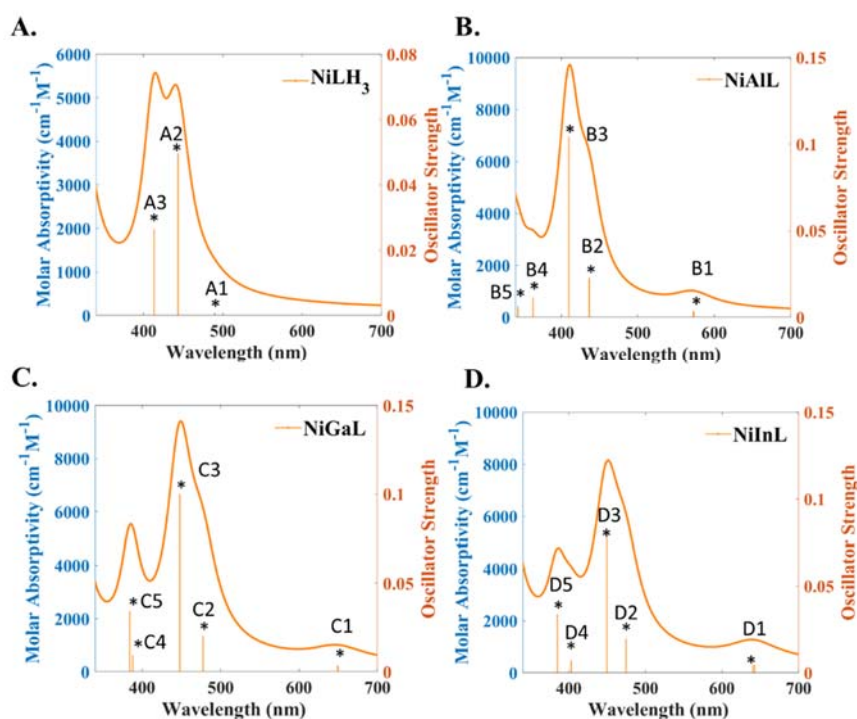 A.
B.
6000
5000
4000
3000
2000
1000
0
Molar Absorptivity (cm⁻¹M⁻¹)
0.08
0.06
0.04
0.02
0
Oscillator Strength
NiLH₃
A3
*
A2
*
A1
*
400 500 600 700
Wavelength (nm)
10000
8000
6000
4000
2000
0
Molar Absorptivity (cm⁻¹M⁻¹)
0.15
0.1
0.05
0
Oscillator Strength
NiAlL
B5
*
B4
*
* B3
B2
*
B1
*
400 500 600 700
Wavelength (nm)
C.
D.
10000
8000
6000
4000
2000
0
Molar Absorptivity (cm⁻¹M⁻¹)
0.15
0.1
0.05
0
Oscillator Strength
NiGaL
* C5
*C4
C3
*
C2
*
C1
*
400 500 600 700
Wavelength (nm)
10000
8000
6000
4000
2000
0
Molar Absorptivity (cm⁻¹M⁻¹)
0.15
0.1
0.05
0
Oscillator Strength
NiInL
D5
*
D4
*
D3
*
D2
*
D1
*
400 500 600 700
Wavelength (nm)